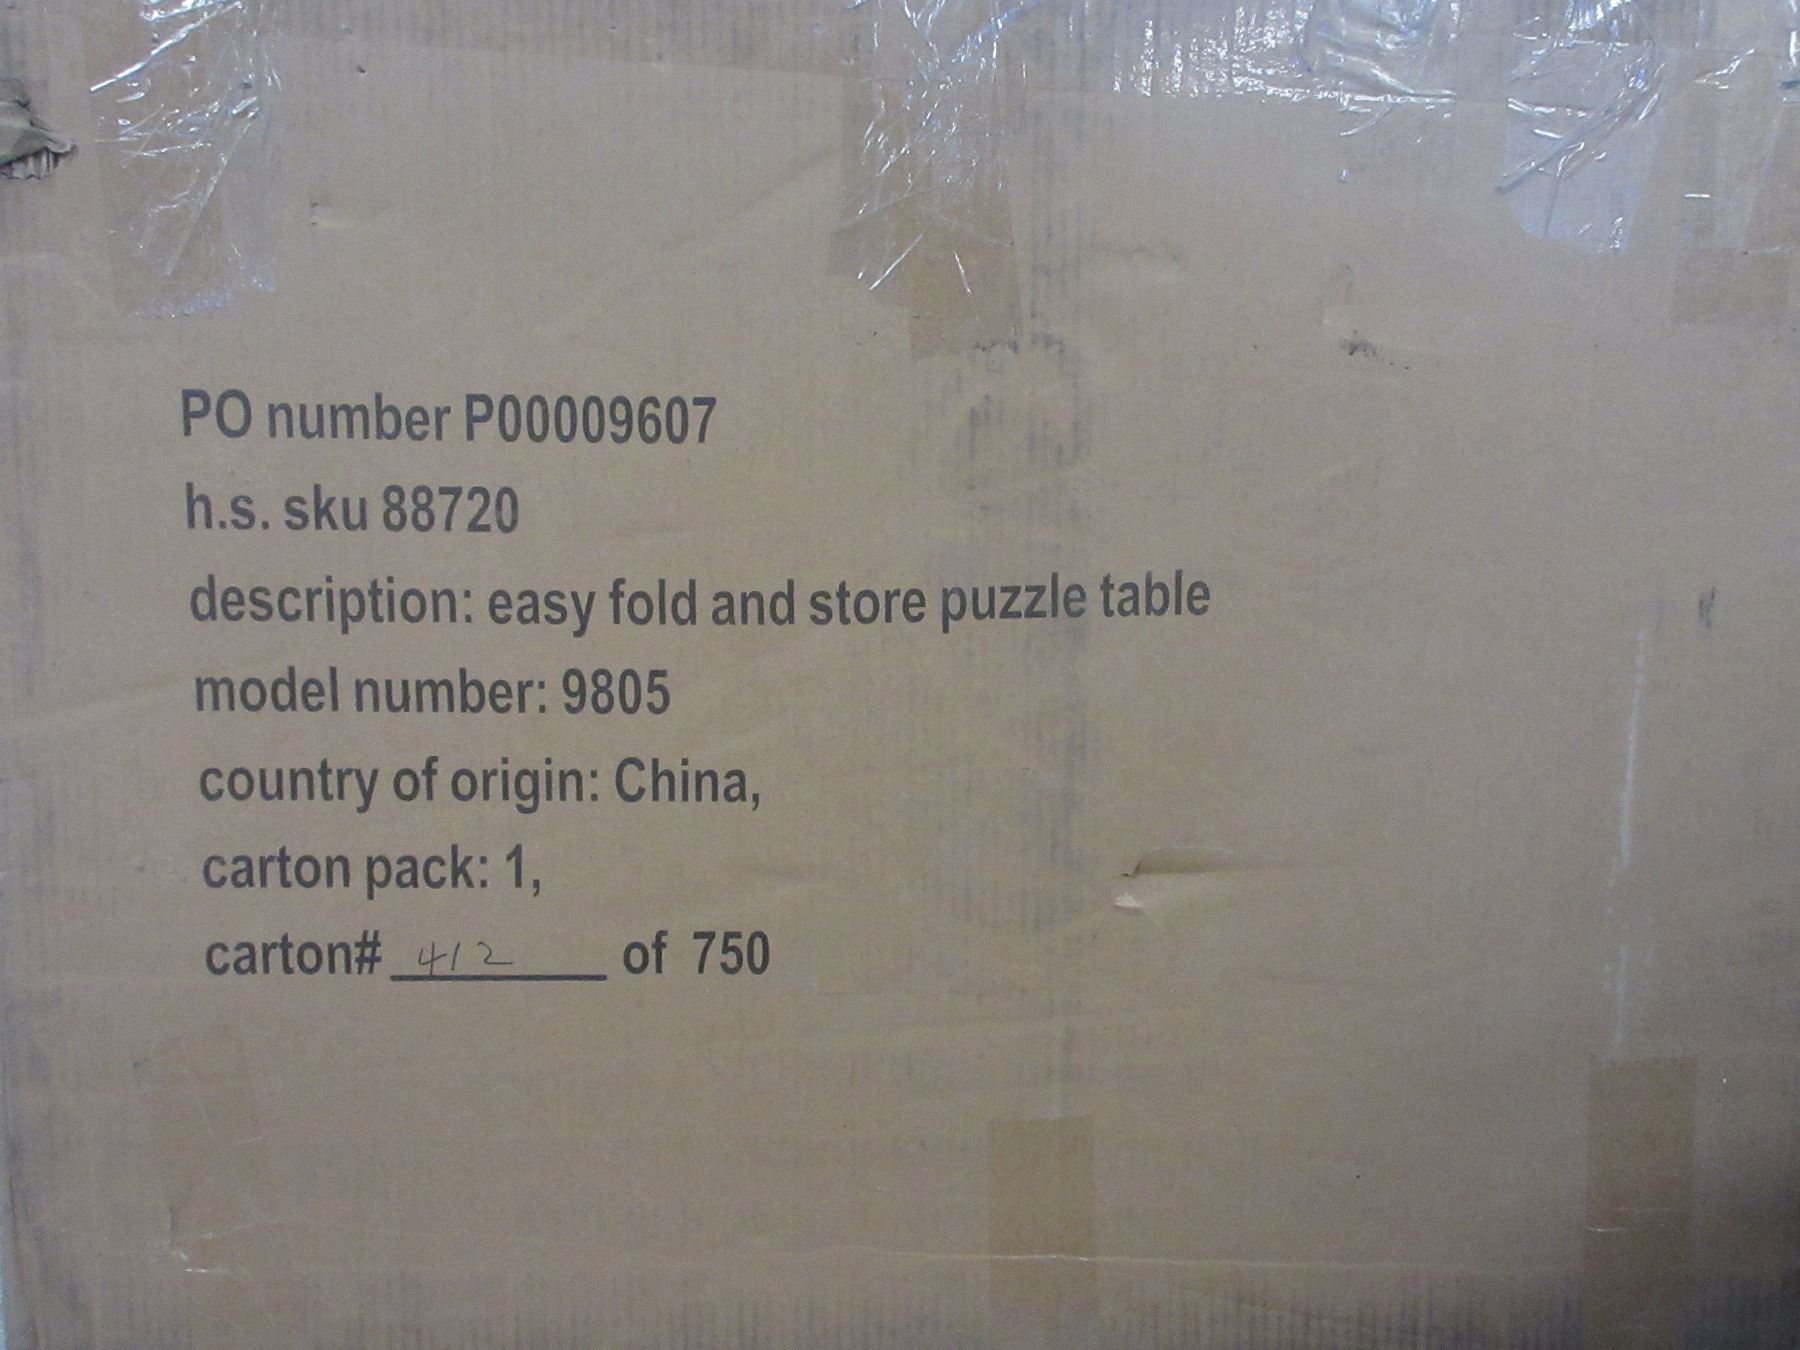 PO number P00009607
h.s. sku 88720
description: easy fold and store puzzle table
model number: 9805
country of origin: China,
carton pack: 1,
carton# 412 of 750